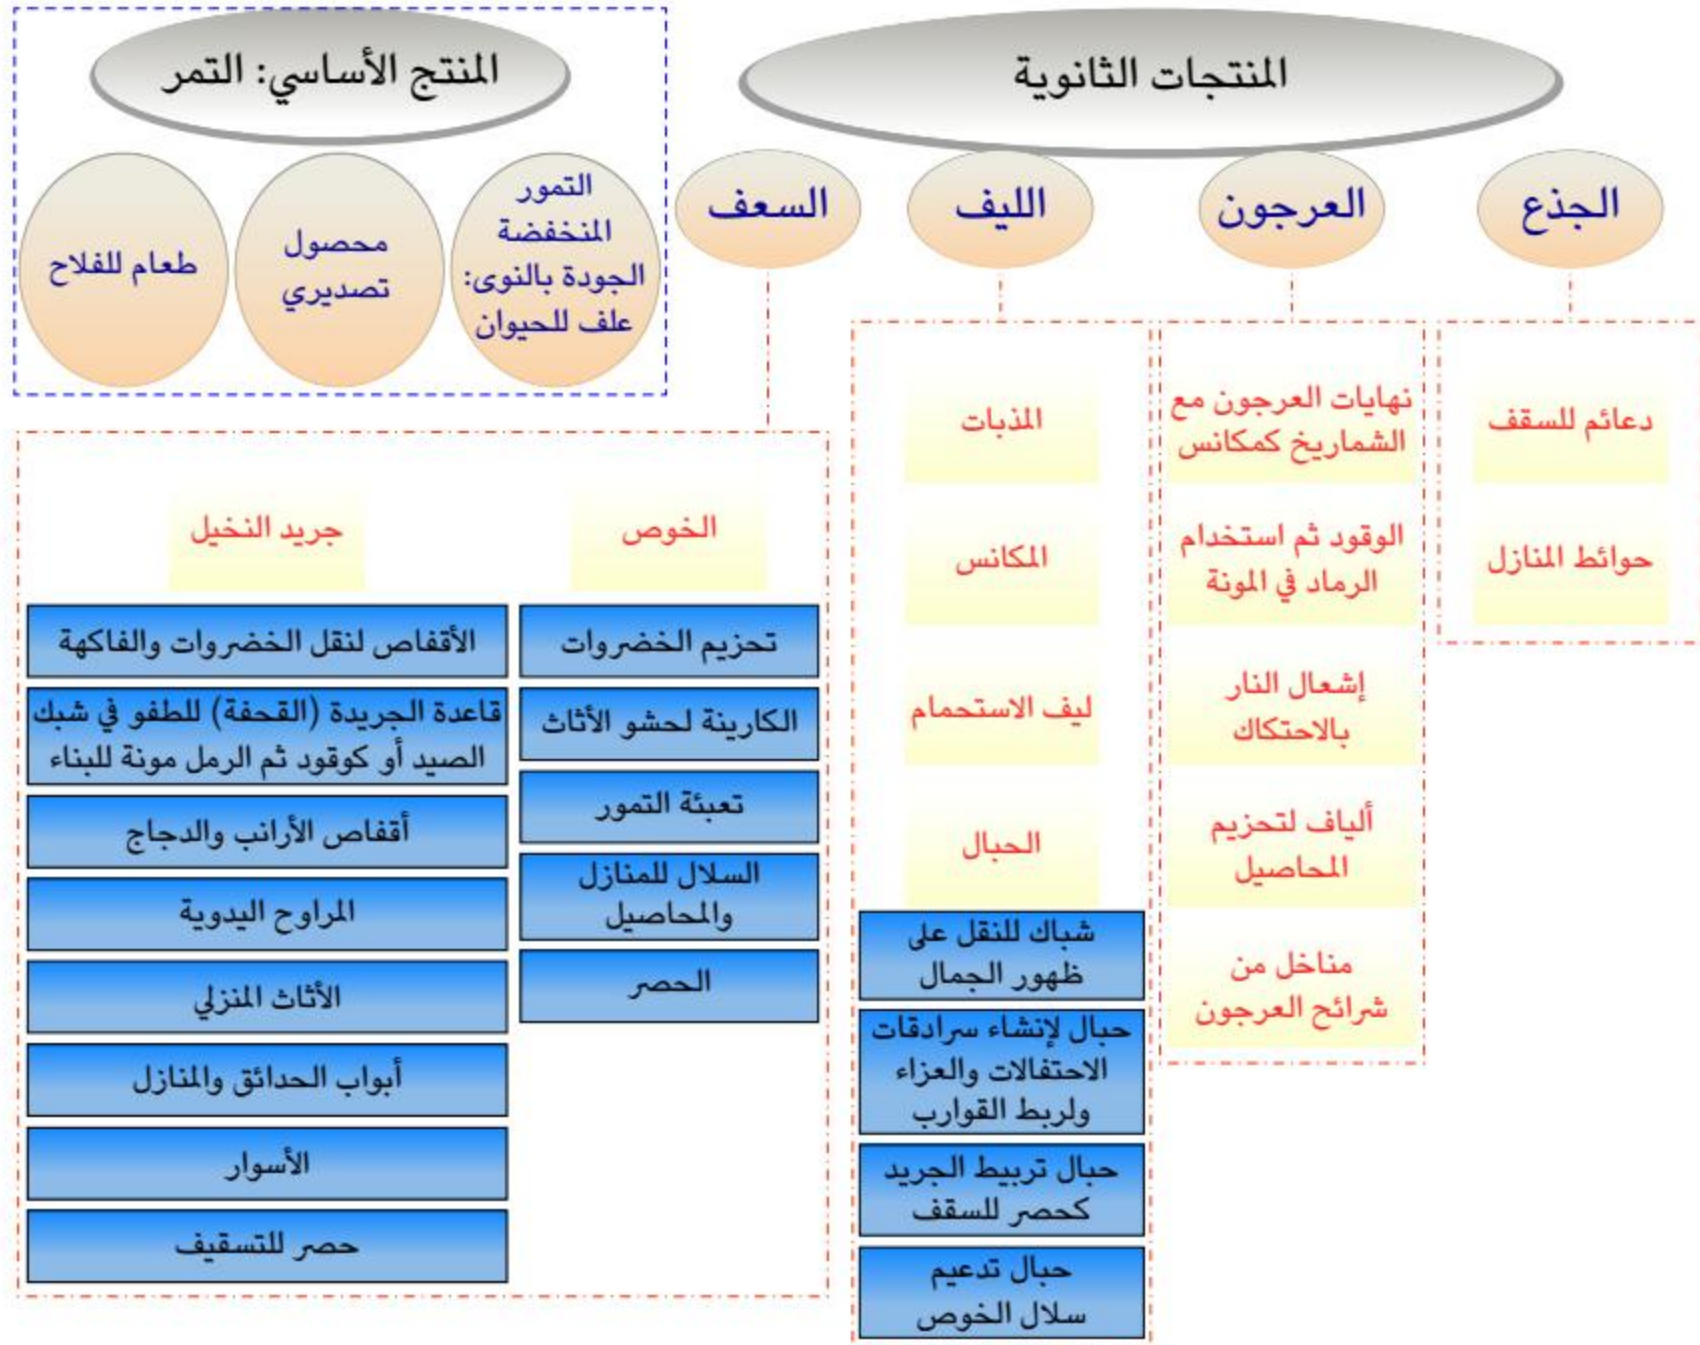 المنتجات الثانوية
الجذع
دعائم للسقف
حوائط المنازل
العرجون
نهايات العرجون مع
الشماريخ كمكانس
الوقود ثم استخدام
الرماد في المونة
إشعال النار
بالاحتكاك
ألياف لتحزيم
المحاصيل
مناخل من
شرائح العرجون
الليف
المذبات
المكانس
ليف الاستحمام
الحبال
شباك للنقل على
ظهور الجمال
حبال لإنشاء سرادقات
الاحتفالات والعزاء
ولربط القوارب
حبال تربيط الجريد
كحصر للسقف
حبال تدعيم
سلال الخوص
السعف
الخوص
تحزيم الخضروات
الكارينة لحشو الأثاث
تعبئة التمور
السلال للمنازل
والمحاصيل
الحصر
جريد النخيل
الأقفاص لنقل الخضروات والفاكهة
قاعدة الجريدة (القحفة) للطفو في شبك
الصيد أو كوقود ثم الرمل مونة للبناء
أقفاص الأرانب والدجاج
المراوح اليدوية
الأثاث المنزلي
أبواب الحدائق والمنازل
الأسوار
حصر للتسقيف
المنتج الأساسي: التمر
التمور
المنخفضة
الجودة بالنوى:
علف للحيوان
محصول
تصديري
طعام للفلاح